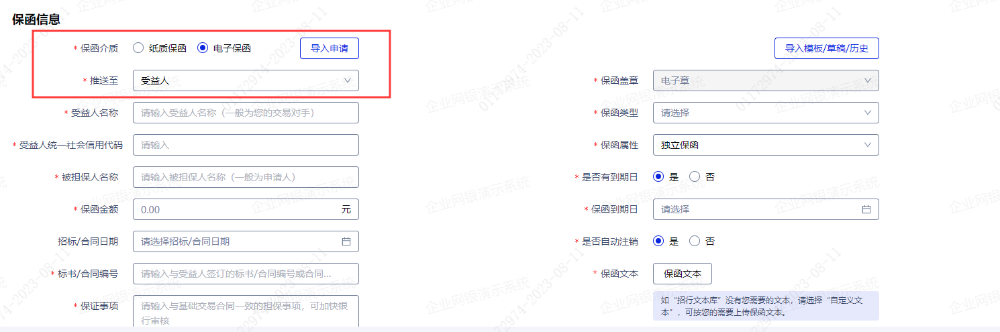 保函信息
* 保函介质 纸质保函 电子保函 导入申请 导入模板/草稿/历史
* 推送至 受益人 * 保函盖章 电子章
* 受益人名称 请输入受益人名称（一般为您的交易对手） * 保函类型 请选择
* 受益人统一社会信用代码 请输入 * 保函属性 独立保函
* 被担保人名称 请输入被担保人名称（一般为申请人） * 是否有到期日 是 否
* 保函金额 0.00 元 * 保函到期日 请选择
招标/合同日期 请选择招标/合同日期 * 是否自动注销 是 否
* 标书/合同编号 请输入与受益人签订的标书/合同编号或合同... * 保函文本 保函文本
如“招行文本库”没有您需要的文本，请选择“自定义文
本”，可按您的需要上传保函文本。
* 保证事项 请输入与基础交易合同一致的担保事项，可加快银
行审核
企业网银演示系统
01172974-2023-08-11